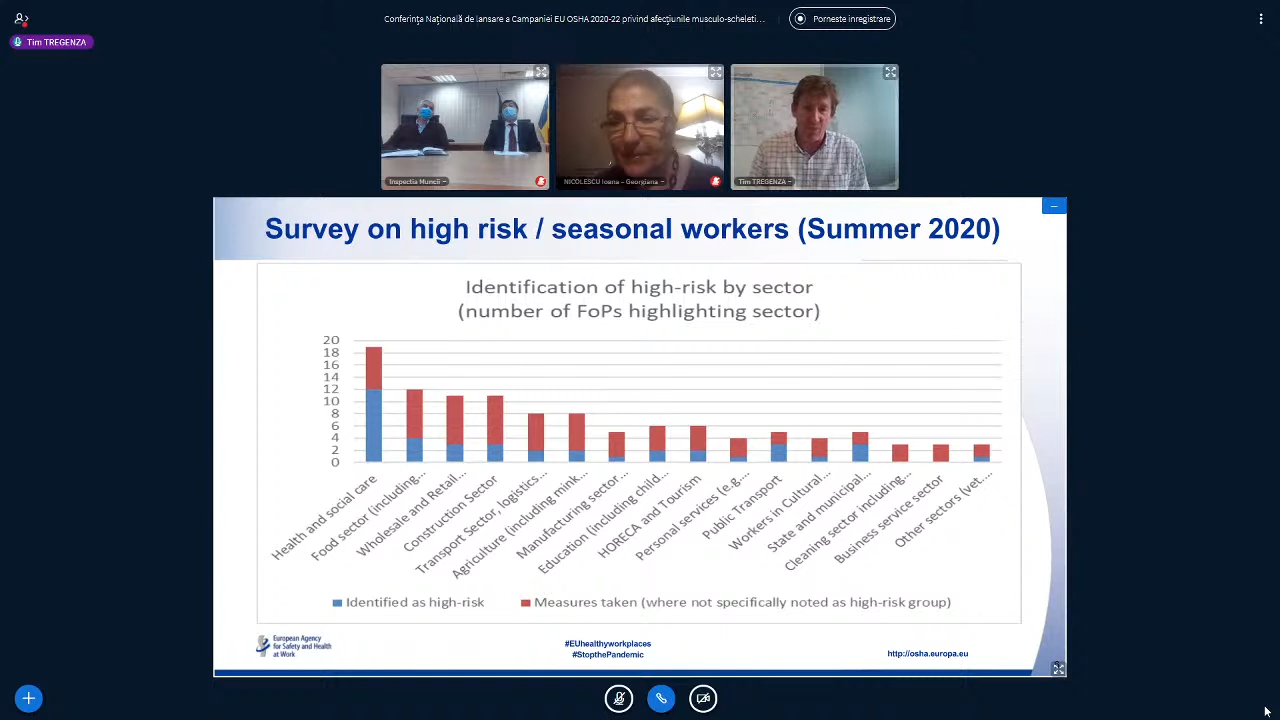 Conferința Națională de lansare a Campaniei EU OSHA 2020-22 privind afecțiunile musculo-scheleti...
Porneste inregistrare
Tim TREGENZA
Inspectia Muncii
NICOLESCU Ioana - Georgiana
Tim TREGENZA
Survey on high risk / seasonal workers (Summer 2020)
Identification of high-risk by sector
(number of FoPs highlighting sector)
20
18
16
14
12
10
8
6
4
2
0
Health and social care
Food sector (including...
Wholesale and Retail...
Construction Sector
Transport Sector, logistics...
Agriculture (including mink...
Manufacturing sector...
Education (including child...
HORECA and Tourism
Personal services (e.g....
Public Transport
Workers in Cultural...
State and municipal...
Cleaning sector including...
Business service sector
Other sectors (vet....
Identified as high-risk
Measures taken (where not specifically noted as high-risk group)
European Agency
for Safety and Health
at Work
#EUhealthyworkplaces
#StopthePandemic
http://osha.europa.eu